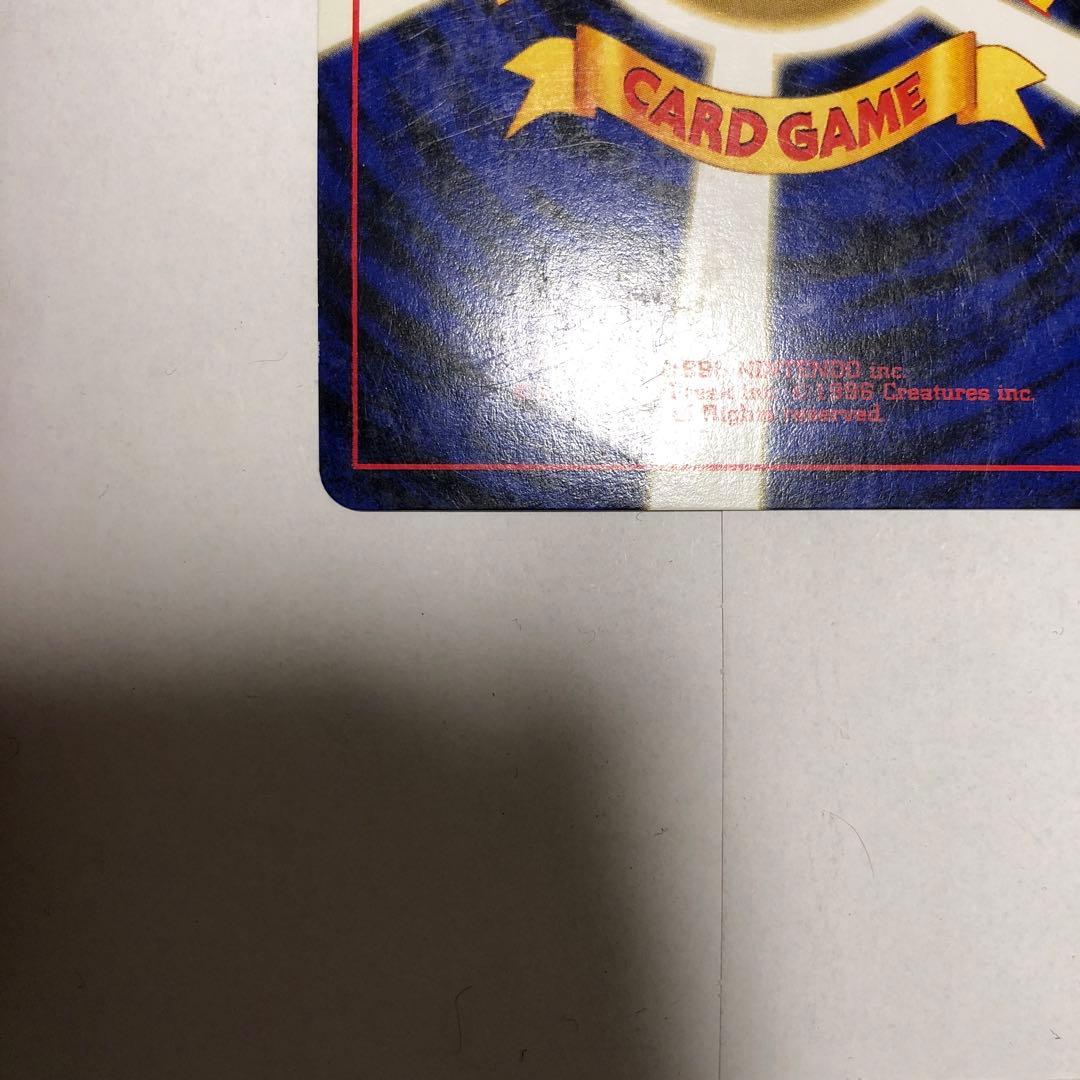 CARD GAME
NINTENDO inc
©1996 Creatures inc.
Rights reserved.